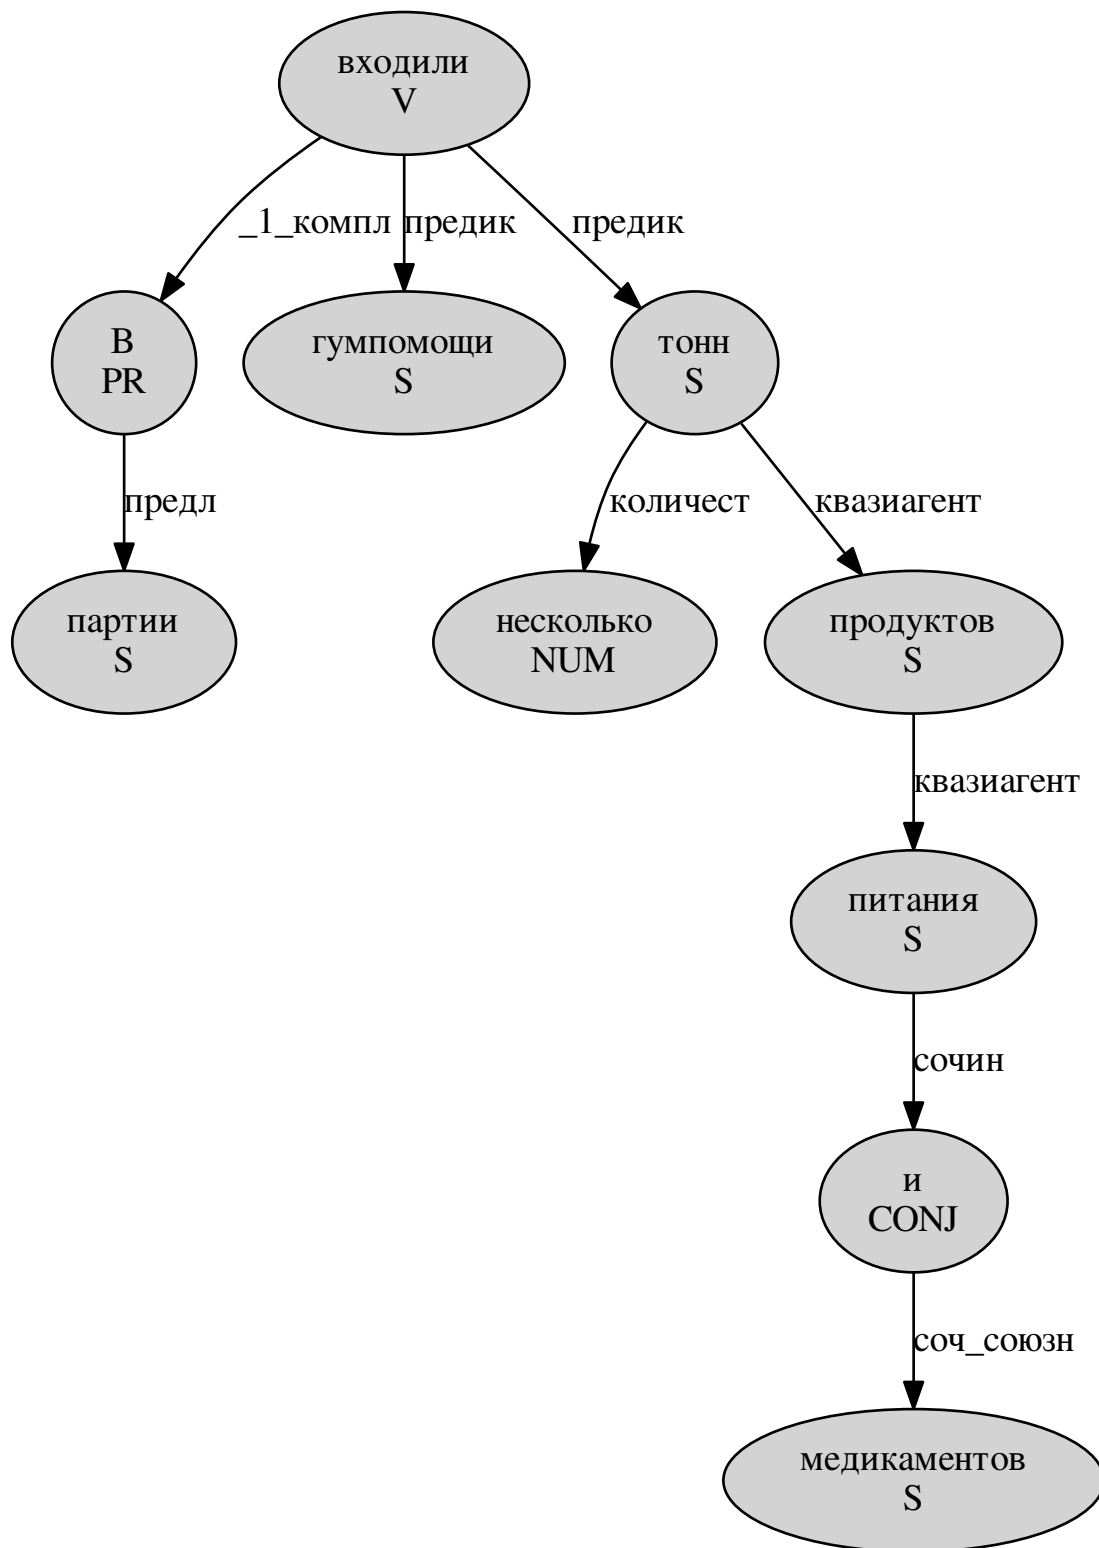 входили
V
_1_компл
предик
предик
В
PR
гумпомощи
S
тонн
S
предл
количест
квазиагент
партии
S
несколько
NUM
продуктов
S
квазиагент
питания
S
сочин
и
CONJ
соч_союзн
медикаментов
S